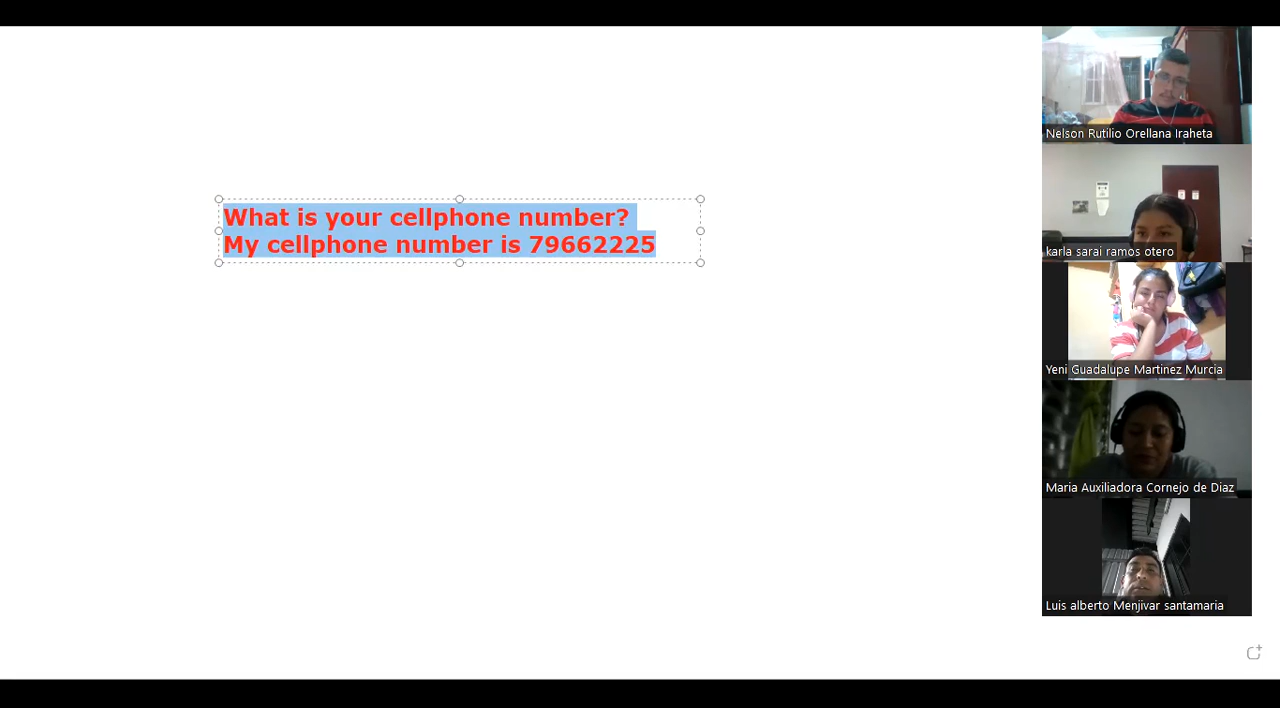 What is your cellphone number?
My cellphone number is 79662225
Nelson Rutilio Orellana Iraheta
karla sarai ramos otero
Yeni Guadalupe Martinez Murcia
Maria Auxiliadora Cornejo de Diaz
Luis alberto Menjivar santamaria